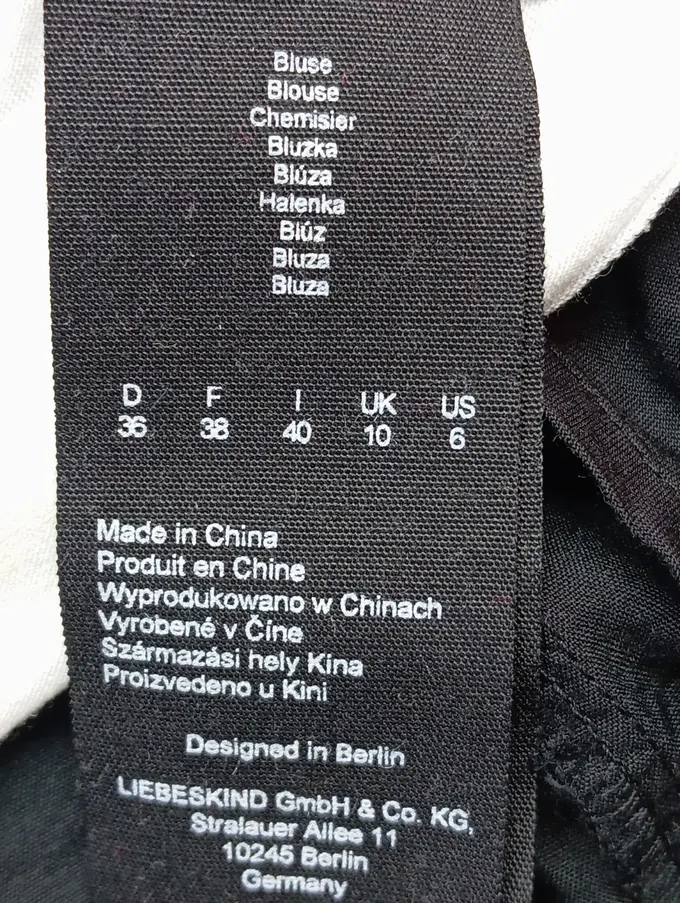 Bluse
Blouse
Chemisier
Bluzka
Blúza
Halenka
Blúz
Bluza
Bluza
D F I UK US
36 38 40 10 6
Made in China
Produit en Chine
Wyprodukowano w Chinach
Vyrobené v Číne
Származási hely Kina
Proizvedeno u Kini
Designed in Berlin
LIEBESKIND GmbH & Co. KG,
Stralauer Allee 11
10245 Berlin
Germany